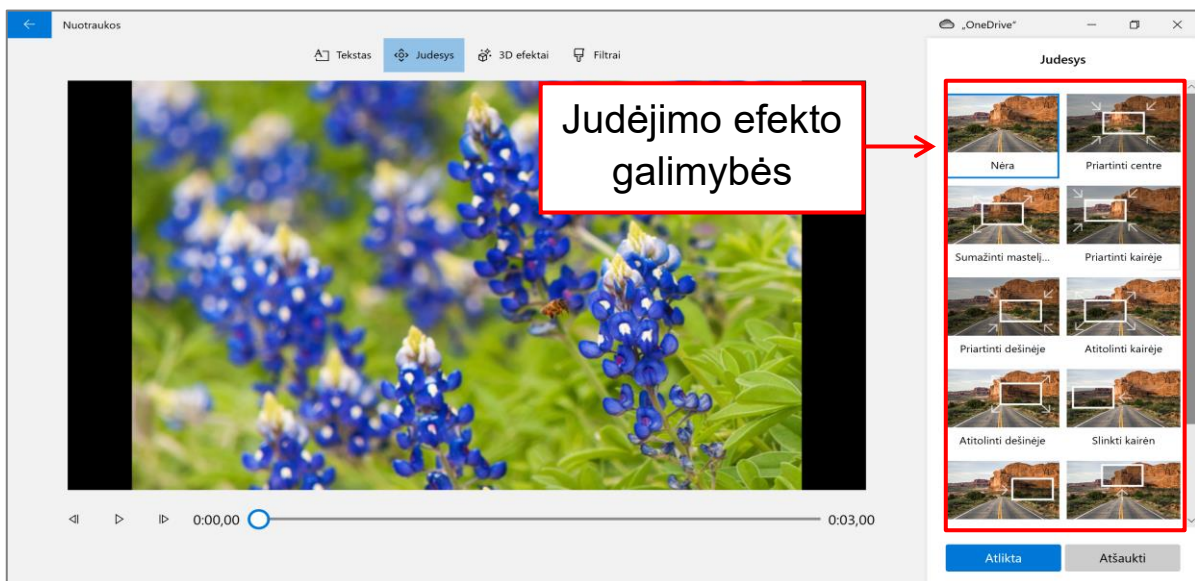 Nuotraukos
„OneDrive“
Tekstas
Judesys
3D efektai
Filtrai
Judesys
Judėjimo efekto
galimybės
Nėra
Priartinti centre
Sumažinti mastelį...
Priartinti kairėje
Priartinti dešinėje
Atitolinti kairėje
Atitolinti dešinėje
Slinkti kairėn
0:00,00
0:03,00
Atlikta
Atšaukti